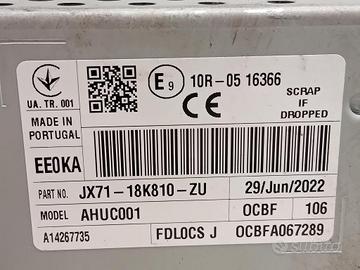 UA. TR. 001
E9 10R-05 16366
CE
SCRAP
IF
DROPPED
MADE IN
PORTUGAL
EE0KA
PART NO. JX71-18K810-ZU 29/Jun/2022
MODEL AHUC001 OCBF 106
A14267735 FDLOCS J OCBFA067289
subito